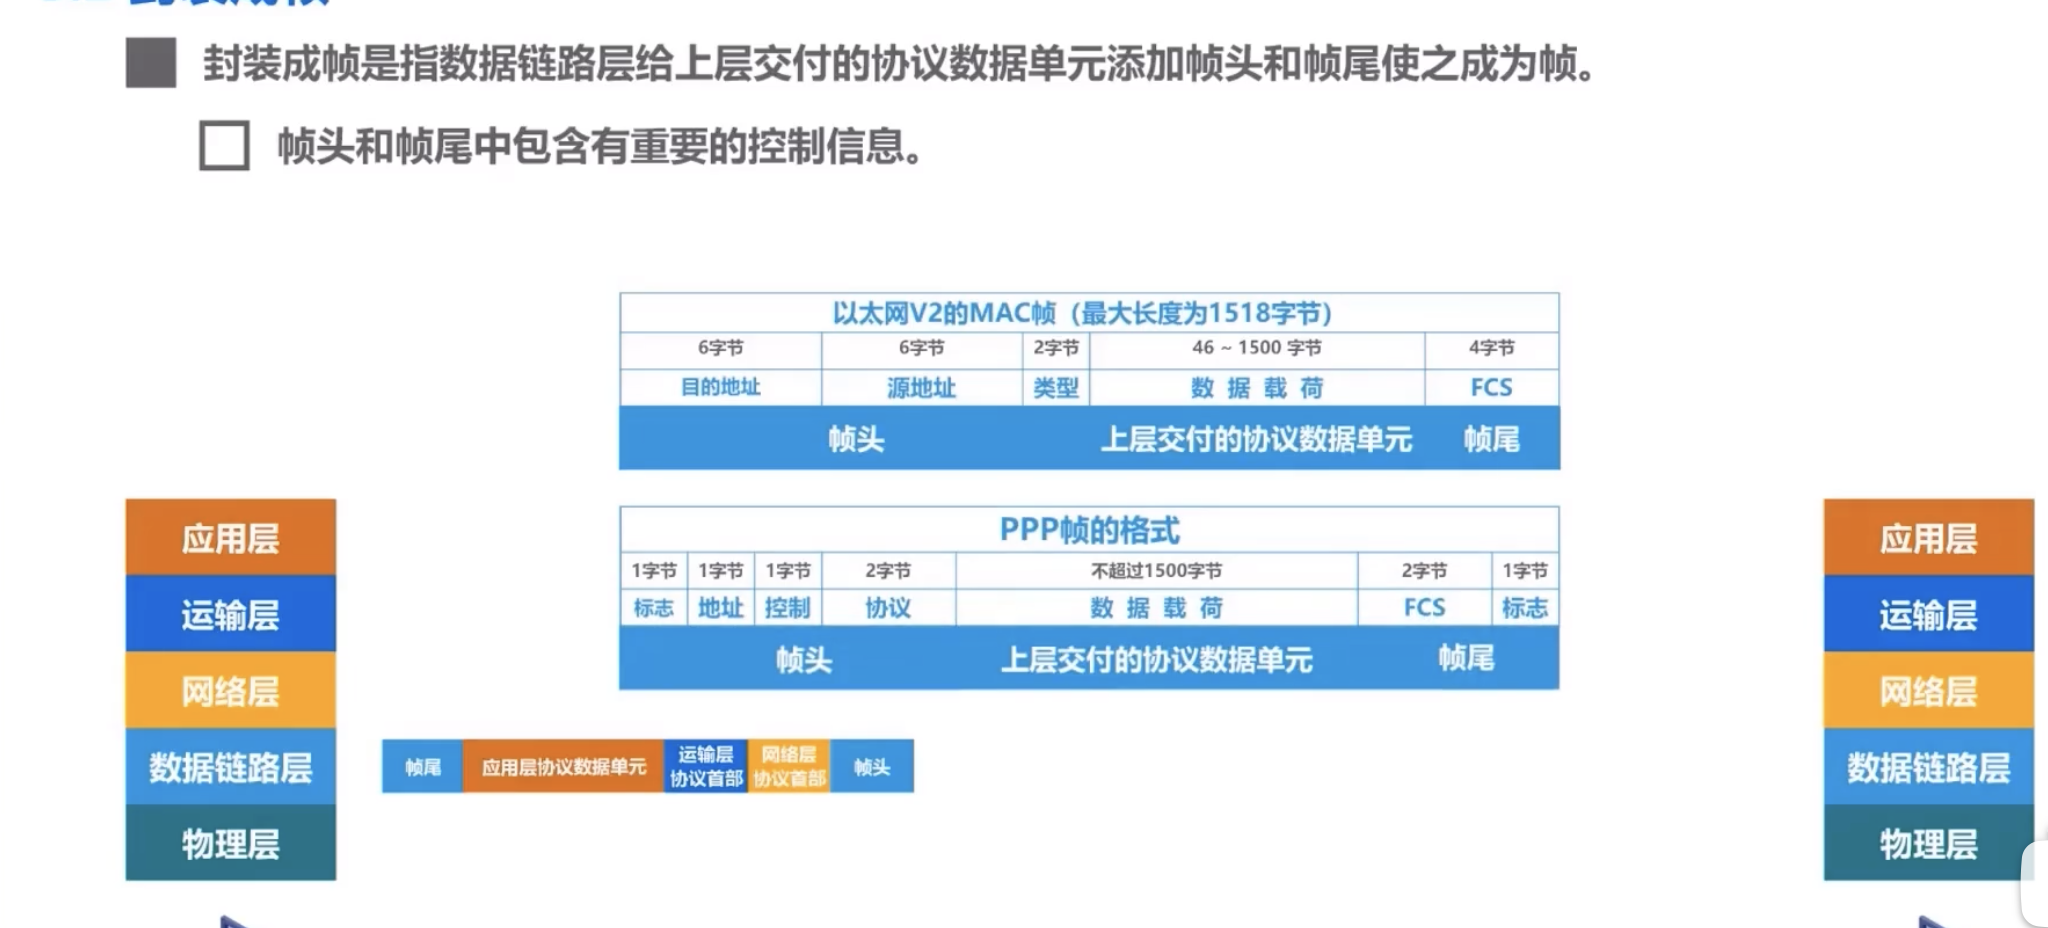 封装成帧是指数据链路层给上层交付的协议数据单元添加帧头和帧尾使之成为帧。
帧头和帧尾中包含有重要的控制信息。
以太网V2的MAC帧（最大长度为1518字节）
6字节 6字节 2字节 46 ~ 1500 字节 4字节
目的地址 源地址 类型 数 据 载 荷 FCS
帧头 上层交付的协议数据单元 帧尾
PPP帧的格式
1字节 1字节 1字节 2字节 不超过1500字节 2字节 1字节
标志 地址 控制 协议 数 据 载 荷 FCS 标志
帧头 上层交付的协议数据单元 帧尾
应用层
运输层
网络层
数据链路层
物理层
帧尾 应用层协议数据单元 运输层协议首部 网络层协议首部 帧头
应用层
运输层
网络层
数据链路层
物理层